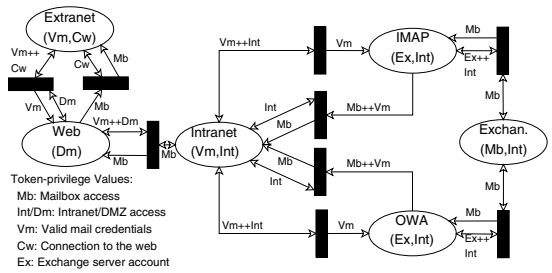 Extranet
(Vm,Cw)
Vm++
Cw
Cw
Mb
Vm
Dm
Mb
Web
(Dm)
Vm++Dm
Mb
Mb
Intranet
(Vm,Int)
Vm++Int
Vm
IMAP
(Ex,Int)
Mb
Ex++
Int
Int
Mb
Mb++Vm
Mb
Exchan.
(Mb,Int)
Mb
Int
Mb++Vm
Mb
Vm++Int
Vm
OWA
(Ex,Int)
Mb
Ex++
Int
Token-privilege Values:
Mb: Mailbox access
Int/Dm: Intranet/DMZ access
Vm: Valid mail credentials
Cw: Connection to the web
Ex: Exchange server account